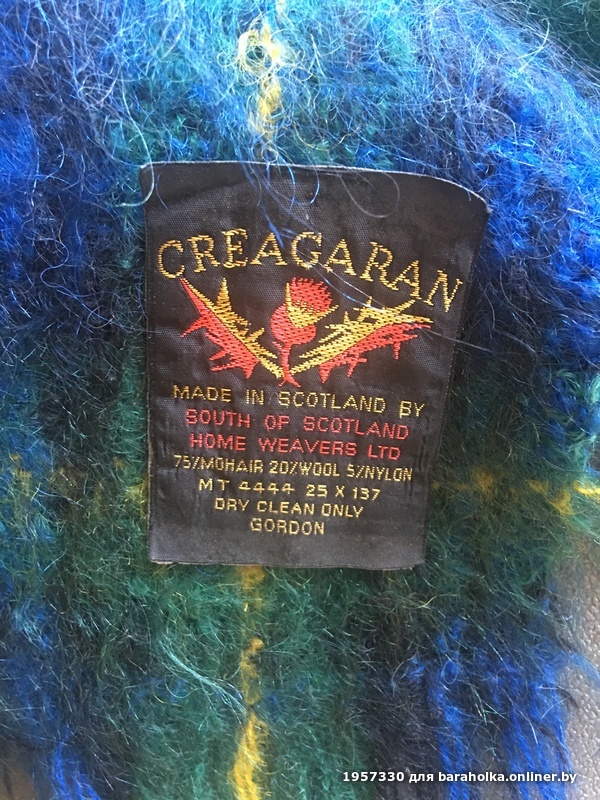 CREAGARAN
MADE IN SCOTLAND BY
SOUTH OF SCOTLAND
HOME WEAVERS LTD
75%MOHAIR 20%WOOL 5%NYLON
MT 4444 25 X 137
DRY CLEAN ONLY
GORDON
1957330 для baraholka.onliner.by